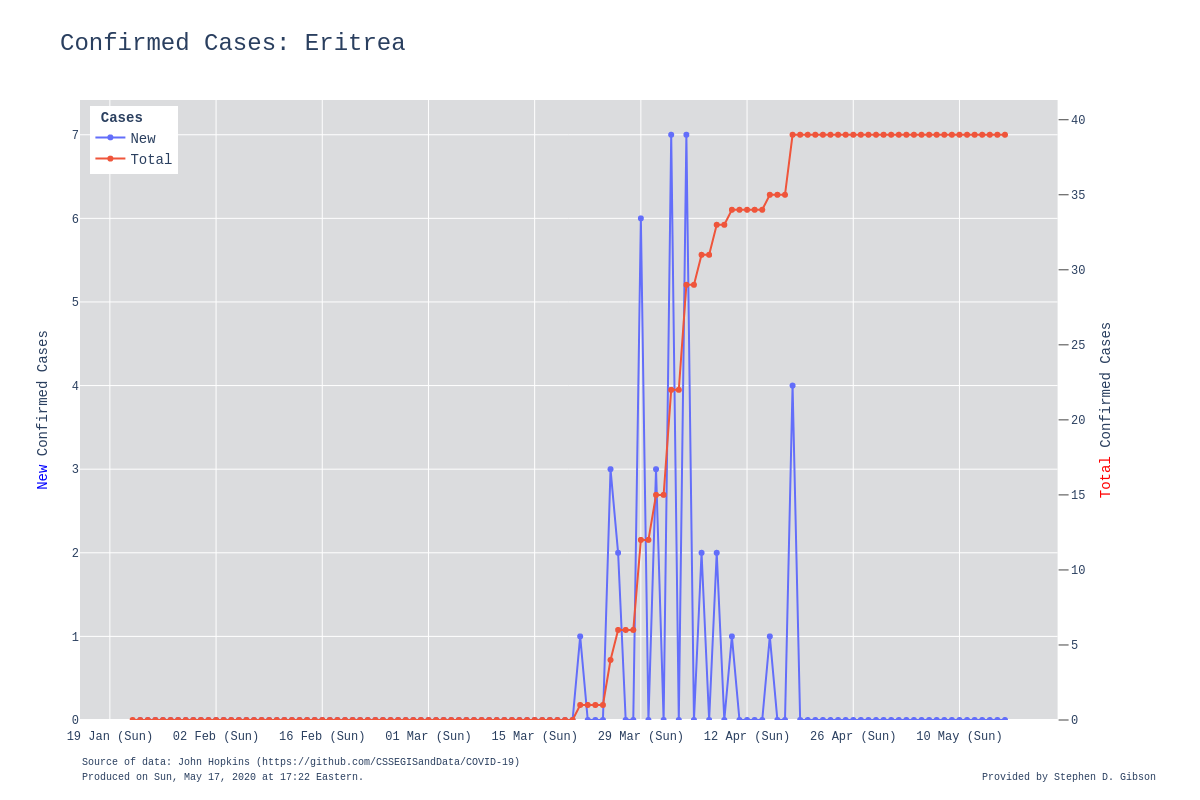 Confirmed Cases: Eritrea
Cases
New
Total
7
6
5
4
3
2
1
0
New Confirmed Cases
40
35
30
25
20
15
10
5
0
Total Confirmed Cases
19 Jan (Sun) 02 Feb (Sun) 16 Feb (Sun) 01 Mar (Sun) 15 Mar (Sun) 29 Mar (Sun) 12 Apr (Sun) 26 Apr (Sun) 10 May (Sun)
Source of data: John Hopkins (https://github.com/CSSEGISandData/COVID-19)
Produced on Sun, May 17, 2020 at 17:22 Eastern.
Provided by Stephen D. Gibson